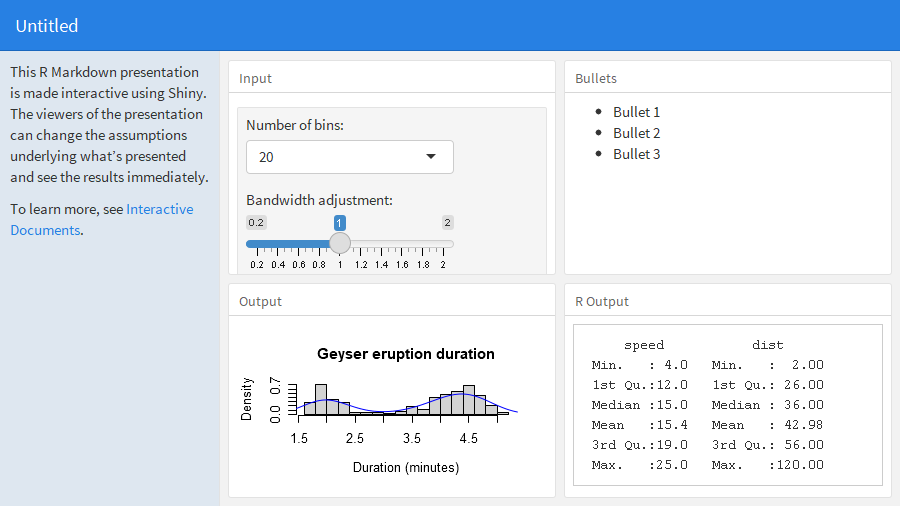 Untitled
This R Markdown presentation
is made interactive using Shiny.
The viewers of the presentation
can change the assumptions
underlying what's presented
and see the results immediately.
To learn more, see Interactive
Documents.
Input
Number of bins:
20
Bandwidth adjustment:
0.2 1 2
0.2 0.4 0.6 0.8 1 1.2 1.4 1.6 1.8 2
Bullets
• Bullet 1
• Bullet 2
• Bullet 3
Output
Geyser eruption duration
Density
0.0 0.7
1.5 2.5 3.5 4.5
Duration (minutes)
R Output
speed dist
Min. : 4.0 Min. : 2.00
1st Qu.:12.0 1st Qu.: 26.00
Median :15.0 Median : 36.00
Mean :15.4 Mean : 42.98
3rd Qu.:19.0 3rd Qu.: 56.00
Max. :25.0 Max. :120.00